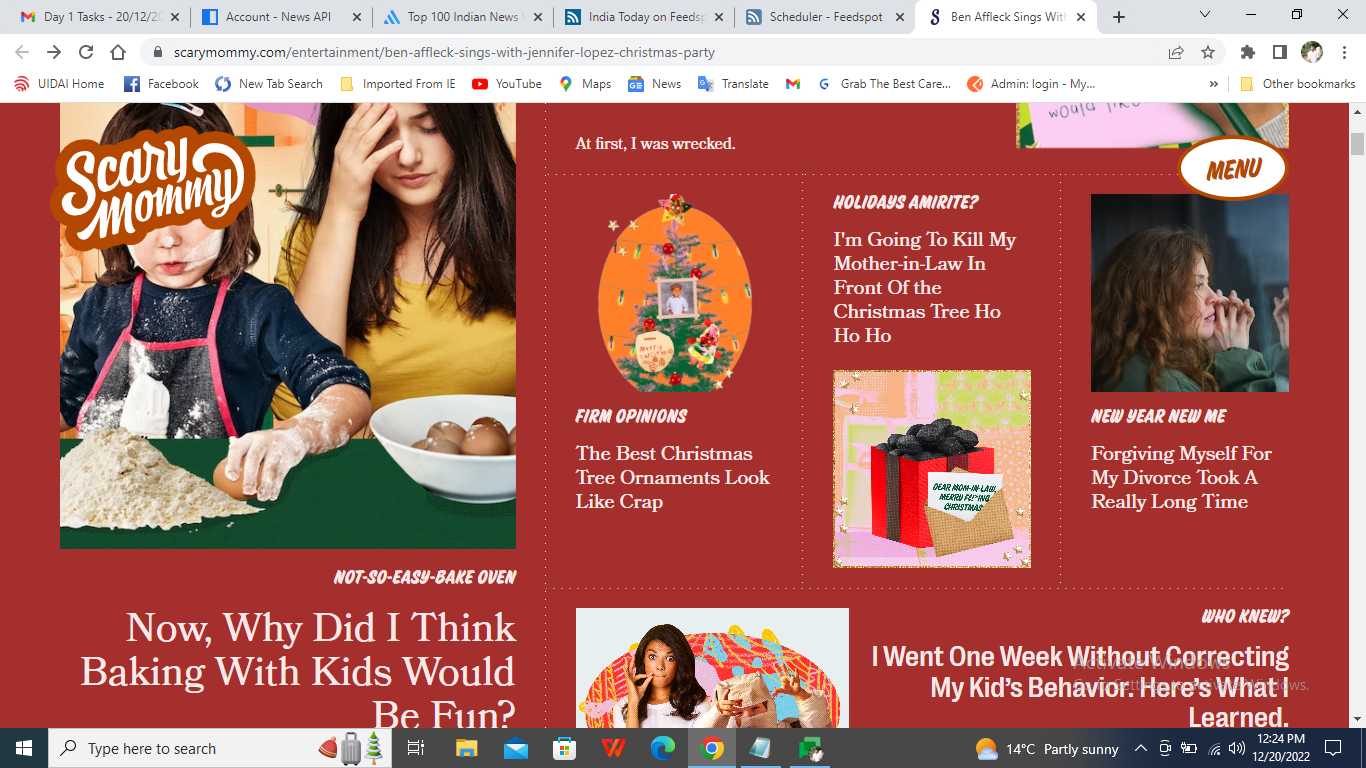 Day 1 Tasks - 20/12/20
Account - News API
Top 100 Indian News
India Today on Feedsp
Scheduler - Feedspot
Ben Affleck Sings With
scarymommy.com/entertainment/ben-affleck-sings-with-jennifer-lopez-christmas-party
UIDAI Home
Facebook
New Tab Search
Imported From IE
YouTube
Maps
News
Translate
Grab The Best Care...
Admin: login - My...
»
Other bookmarks
would like
At first, I was wrecked.
Scary
Mommy
MENU
HOLIDAYS AMIRITE?
I'm Going To Kill My
Mother-in-Law In
Front Of the
Christmas Tree Ho
Ho Ho
Merry
Christmas
FIRM OPINIONS
The Best Christmas
Tree Ornaments Look
Like Crap
DEAR MOM-IN-LAW,
MERRY F#!*ING
CHRISTMAS
NEW YEAR NEW ME
Forgiving Myself For
My Divorce Took A
Really Long Time
NOT-SO-EASY-BAKE OVEN
Now, Why Did I Think
Baking With Kids Would
Be Fun?
WHO KNEW?
I Went One Week Without Correcting
My Kid's Behavior. Here's What I
Learned.
Activate Windows
Go to Settings to activate Windows.
Type here to search
14°C Partly sunny
12:24 PM
12/20/2022